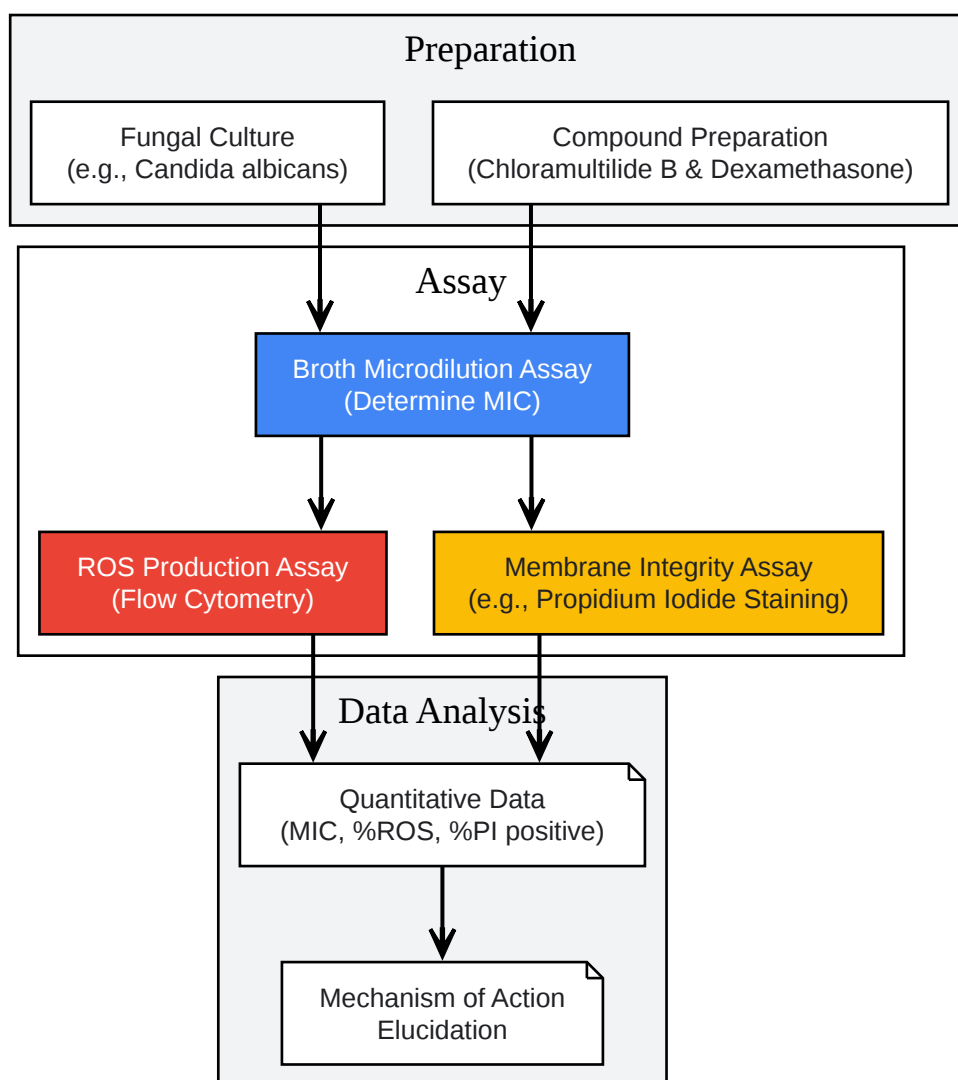 Preparation
Fungal Culture
(e.g., Candida albicans)
Compound Preparation
(Chloramultilide B & Dexamethasone)
Assay
Broth Microdilution Assay
(Determine MIC)
ROS Production Assay
(Flow Cytometry)
Membrane Integrity Assay
(e.g., Propidium Iodide Staining)
Data Analysis
Quantitative Data
(MIC, %ROS, %PI positive)
Mechanism of Action
Elucidation